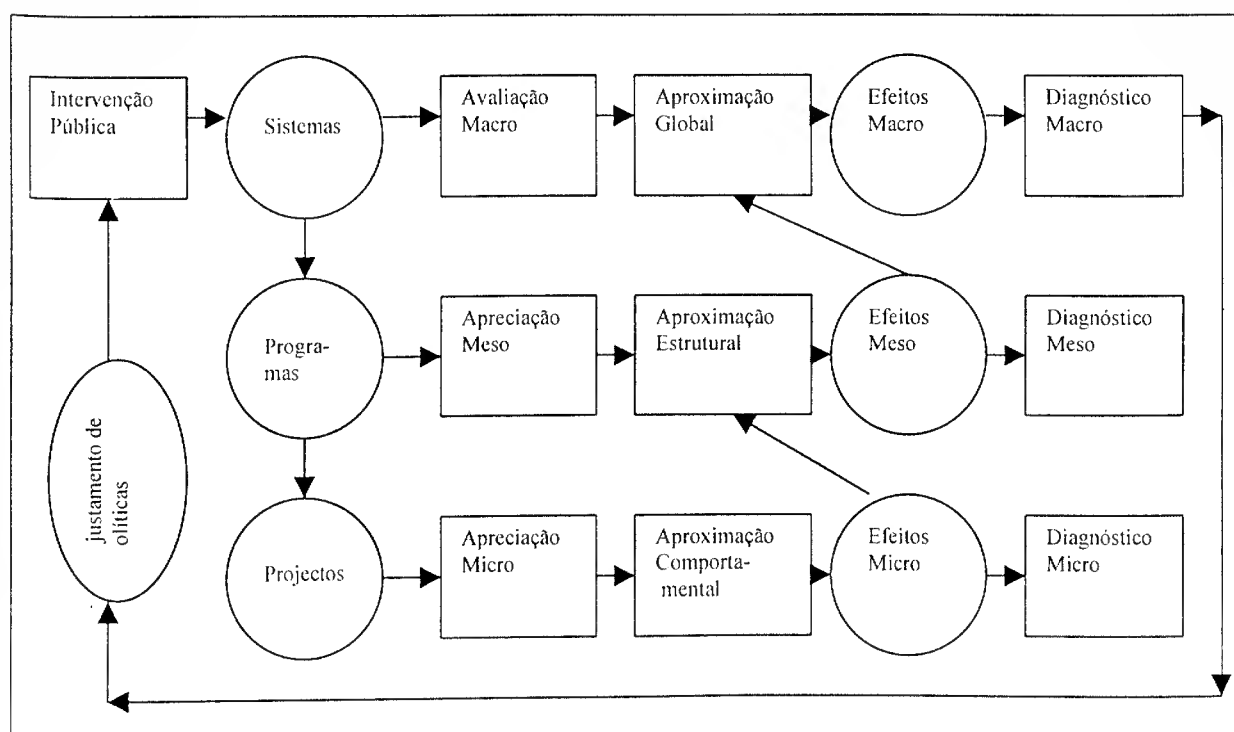 Intervenção
Pública
Sistemas
Avaliação
Macro
Aproximação
Global
Efeitos
Macro
Diagnóstico
Macro
Progra-
mas
Apreciação
Meso
Aproximação
Estrutural
Efeitos
Meso
Diagnóstico
Meso
justamento de
olíticas
Projectos
Apreciação
Micro
Aproximação
Comporta-
mental
Efeitos
Micro
Diagnóstico
Micro